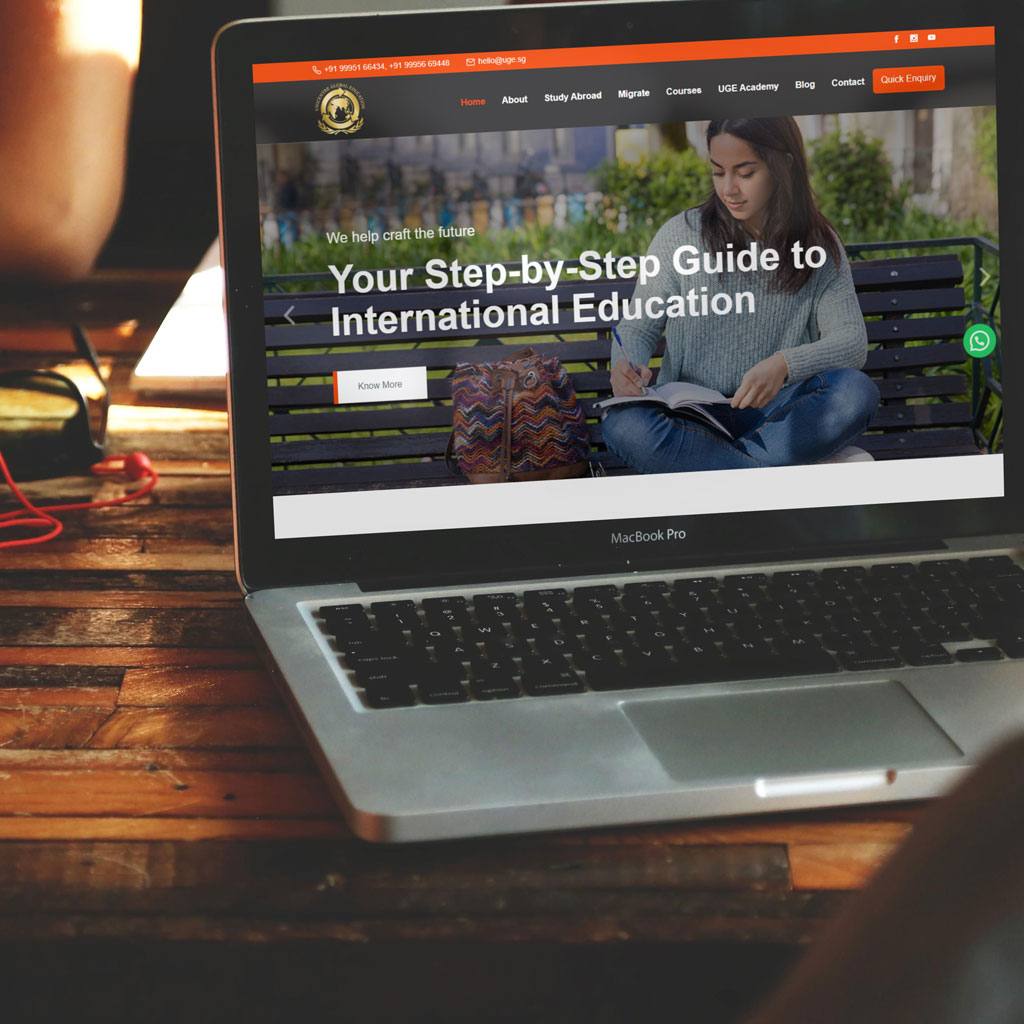 +91 99951 66434, +91 99956 69448
hello@uge.sg
Home
About
Study Abroad
Migrate
Courses
UGE Academy
Blog
Contact
Quick Enquiry
We help craft the future
Your Step-by-Step Guide to
International Education
Know More
MacBook Pro